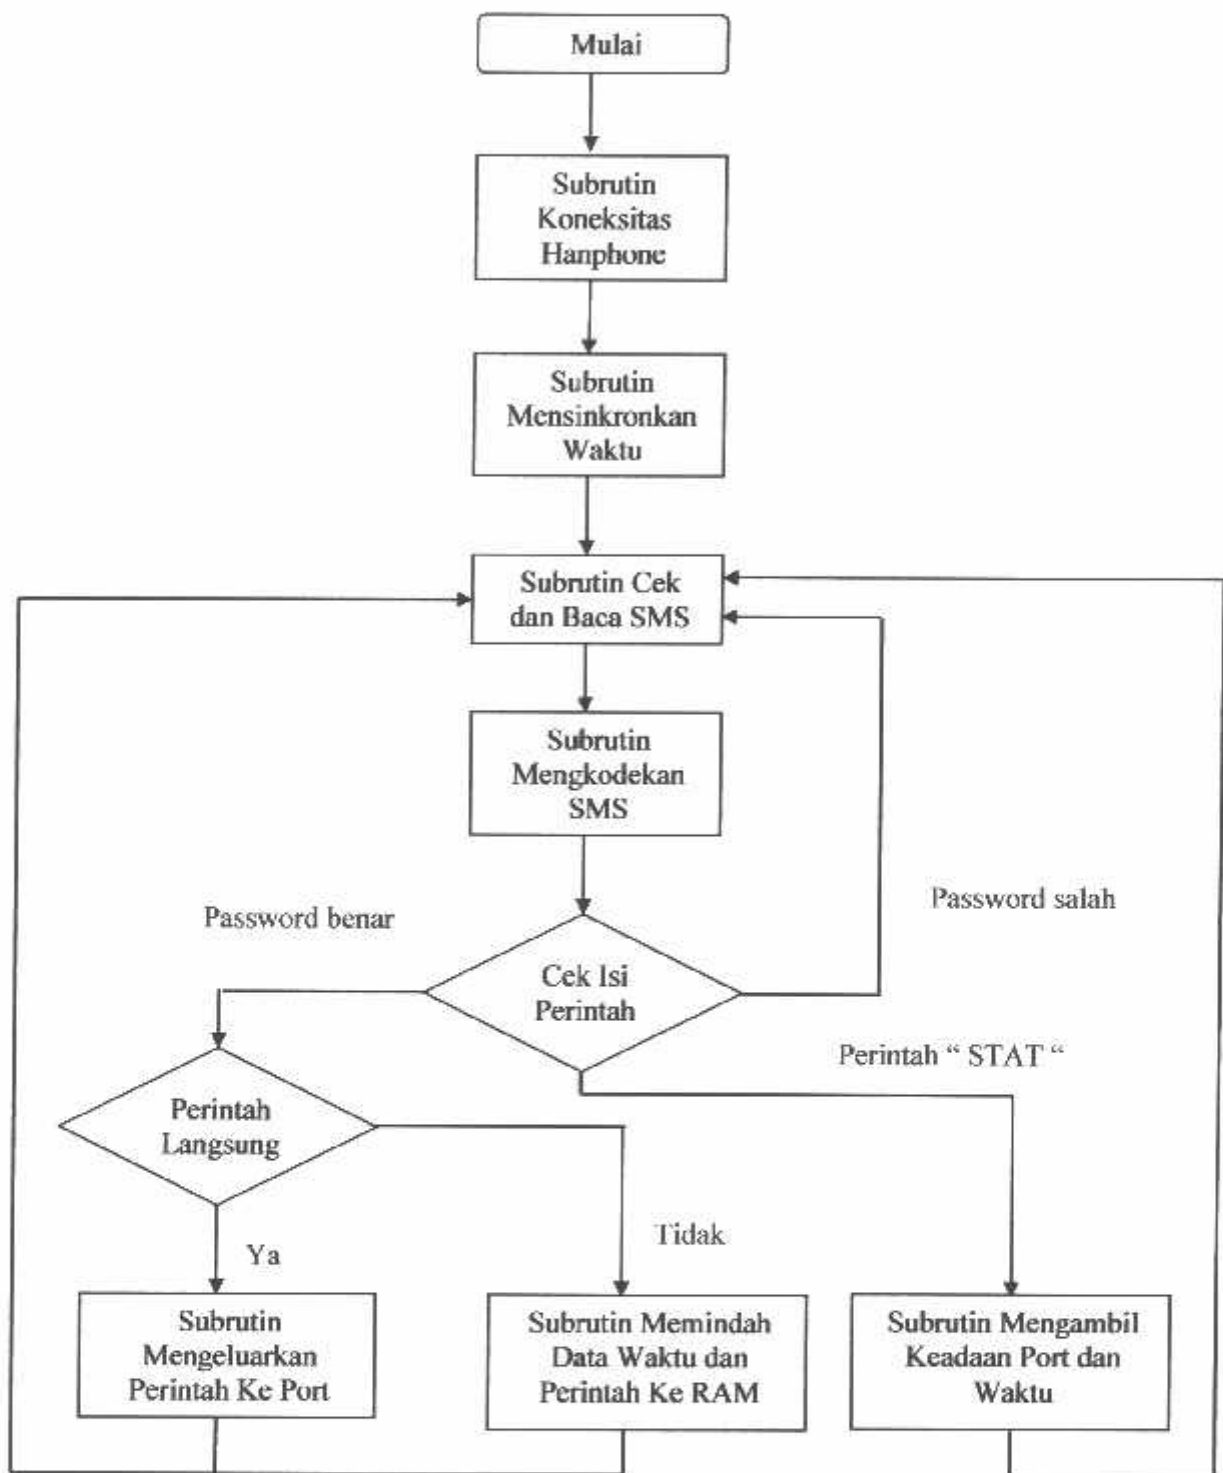 Mulai
Subrutin
Koneksitas
Hanphone
Subrutin
Mensinkronkan
Waktu
Subrutin Cek
dan Baca SMS
Subrutin
Mengkodekan
SMS
Password benar
Password salah
Cek Isi
Perintah
Perintah “ STAT “
Perintah
Langsung
Ya
Tidak
Subrutin
Mengeluarkan
Perintah Ke Port
Subrutin Memindah
Data Waktu dan
Perintah Ke RAM
Subrutin Mengambil
Keadaan Port dan
Waktu